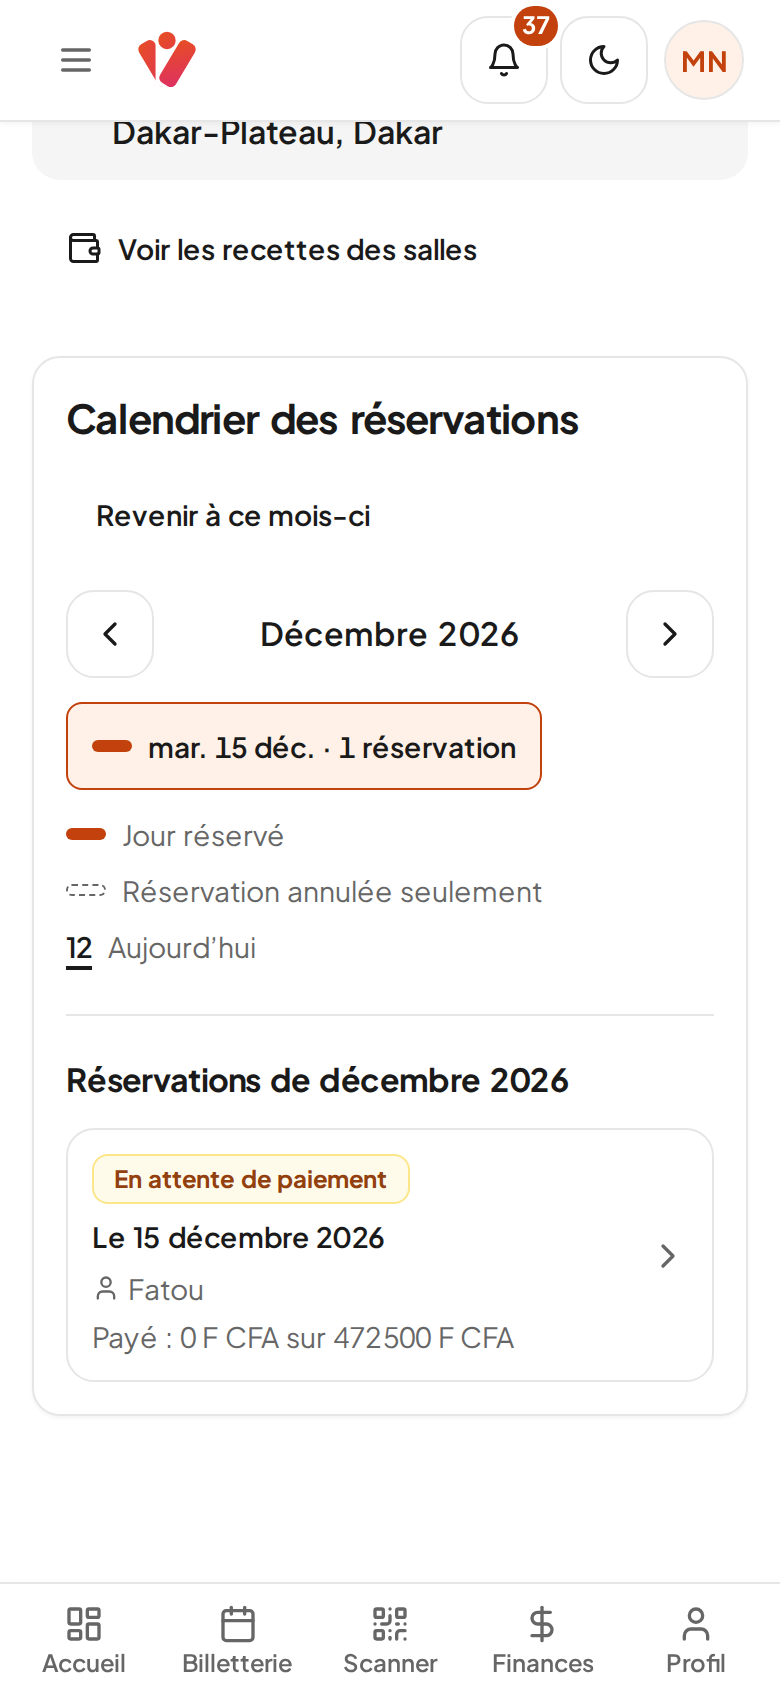 37
MN
Dakar-Plateau, Dakar
Voir les recettes des salles
Calendrier des réservations
Revenir à ce mois-ci
Décembre 2026
mar. 15 déc. · 1 réservation
Jour réservé
Réservation annulée seulement
12 Aujourd’hui
Réservations de décembre 2026
En attente de paiement
Le 15 décembre 2026
Fatou
Payé : 0 F CFA sur 472 500 F CFA
Accueil
Billetterie
Scanner
Finances
Profil